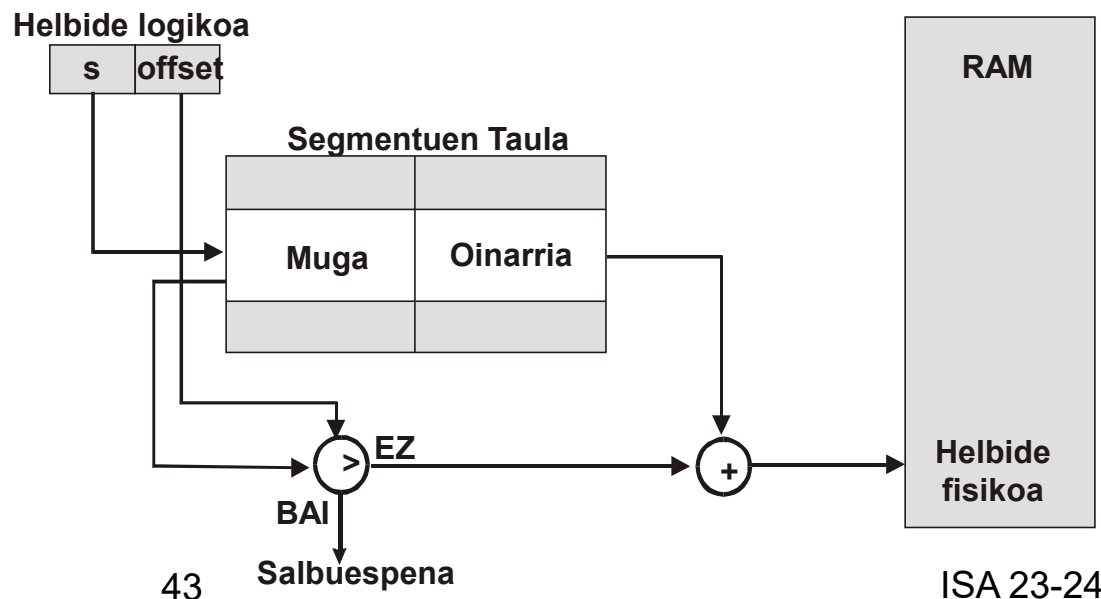 Helbide logikoa
s offset
RAM
Segmentuen Taula
Muga Oinarria
> EZ
+
BAI
Helbide
fisikoa
Salbuespena
43
ISA 23-24